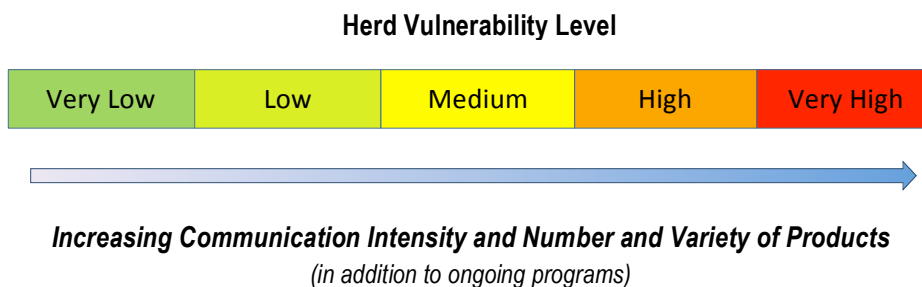 Herd Vulnerability Level
Very Low Low Medium High Very High
Increasing Communication Intensity and Number and Variety of Products
(in addition to ongoing programs)